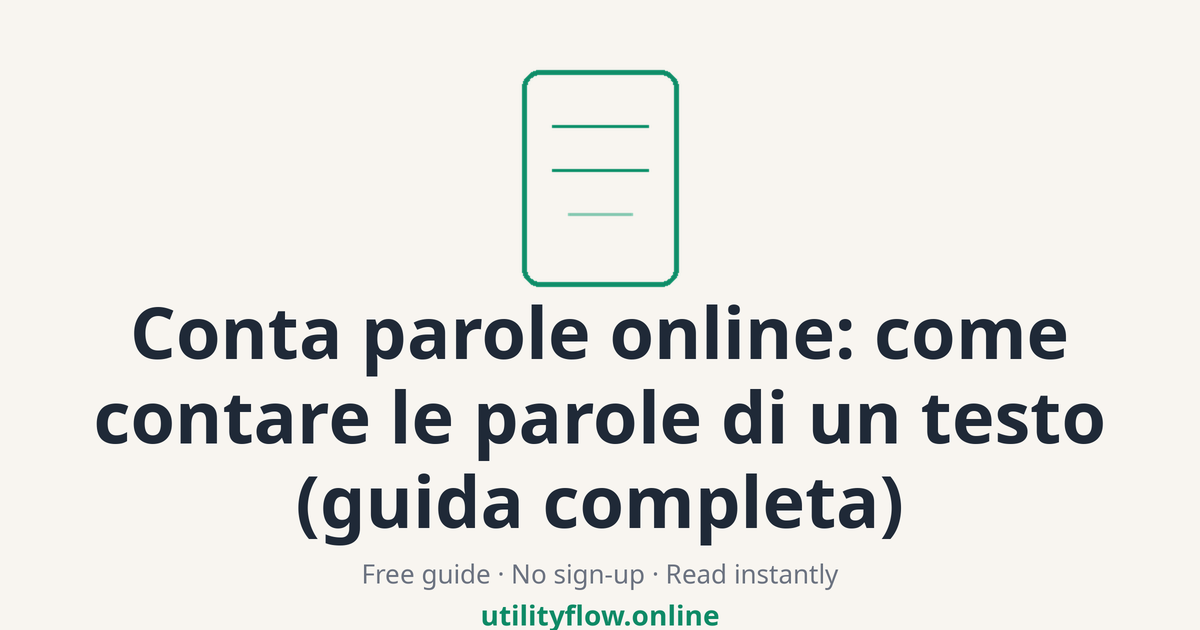 Conta parole online: come
contare le parole di un testo
(guida completa)
Free guide · No sign-up · Read instantly
utilityflow.online